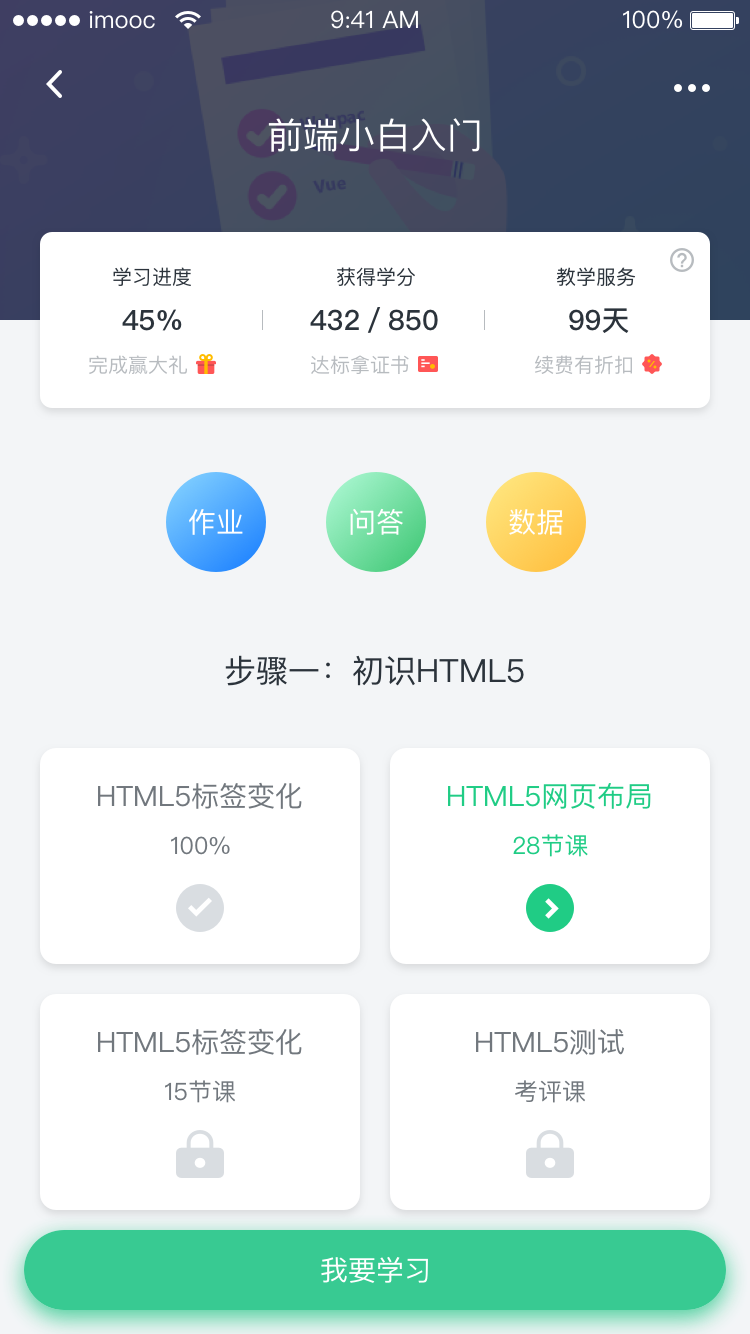 imooc 9:41 AM 100%
前端小白入门
Vue
学习进度 获得学分 教学服务
45% 432 / 850 99天
完成赢大礼 达标拿证书 续费有折扣
作业 问答 数据
步骤一：初识HTML5
HTML5标签变化 HTML5网页布局
100% 28节课
HTML5标签变化 HTML5测试
15节课 考评课
我要学习